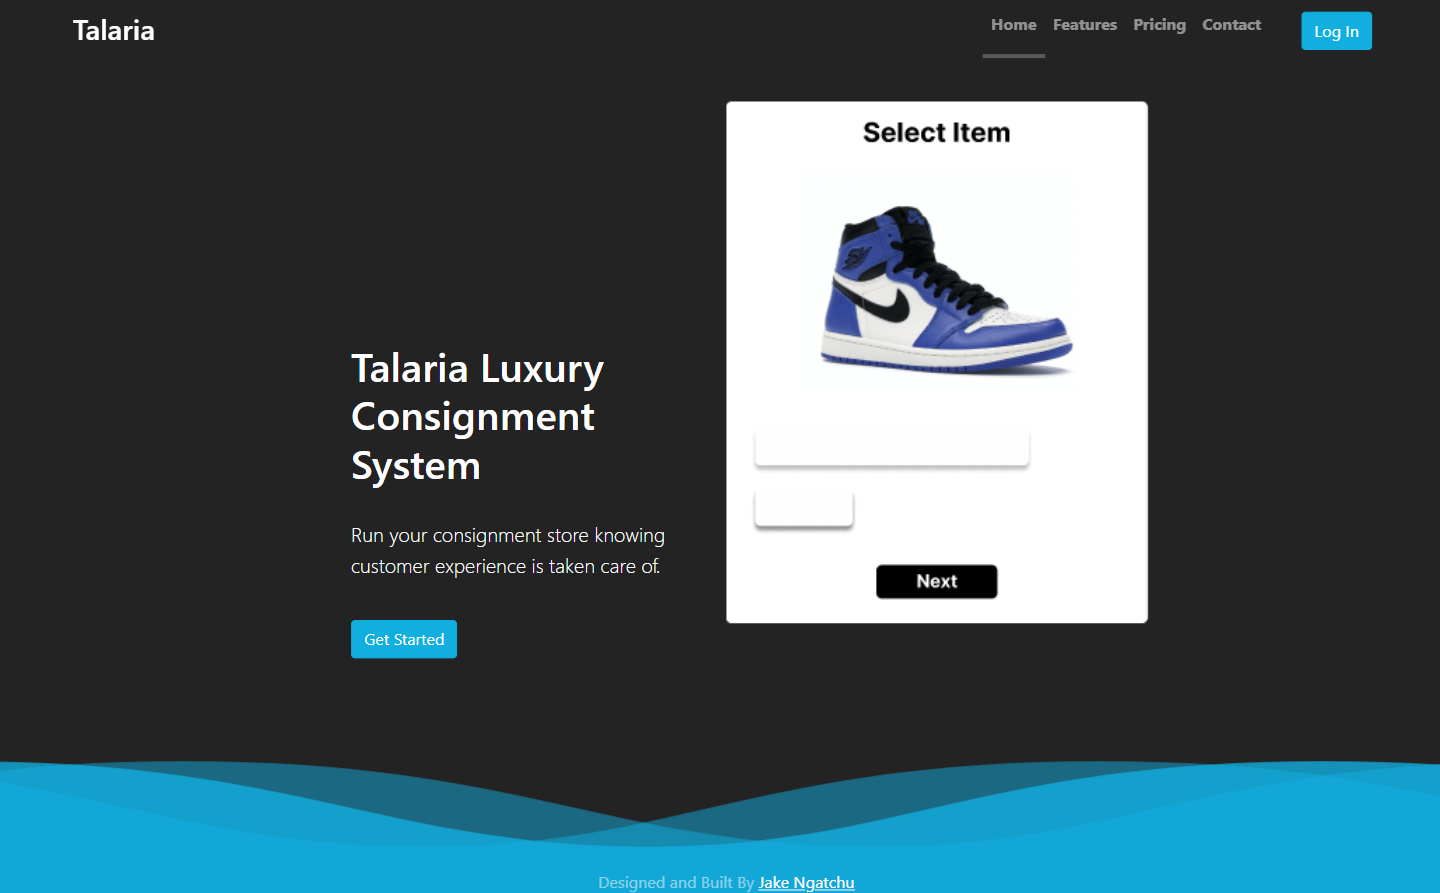 Talaria
Home Features Pricing Contact
Log In
Select Item
Talaria Luxury
Consignment
System
Run your consignment store knowing
customer experience is taken care of.
Next
Get Started
Designed and Built By Jake Ngatchu